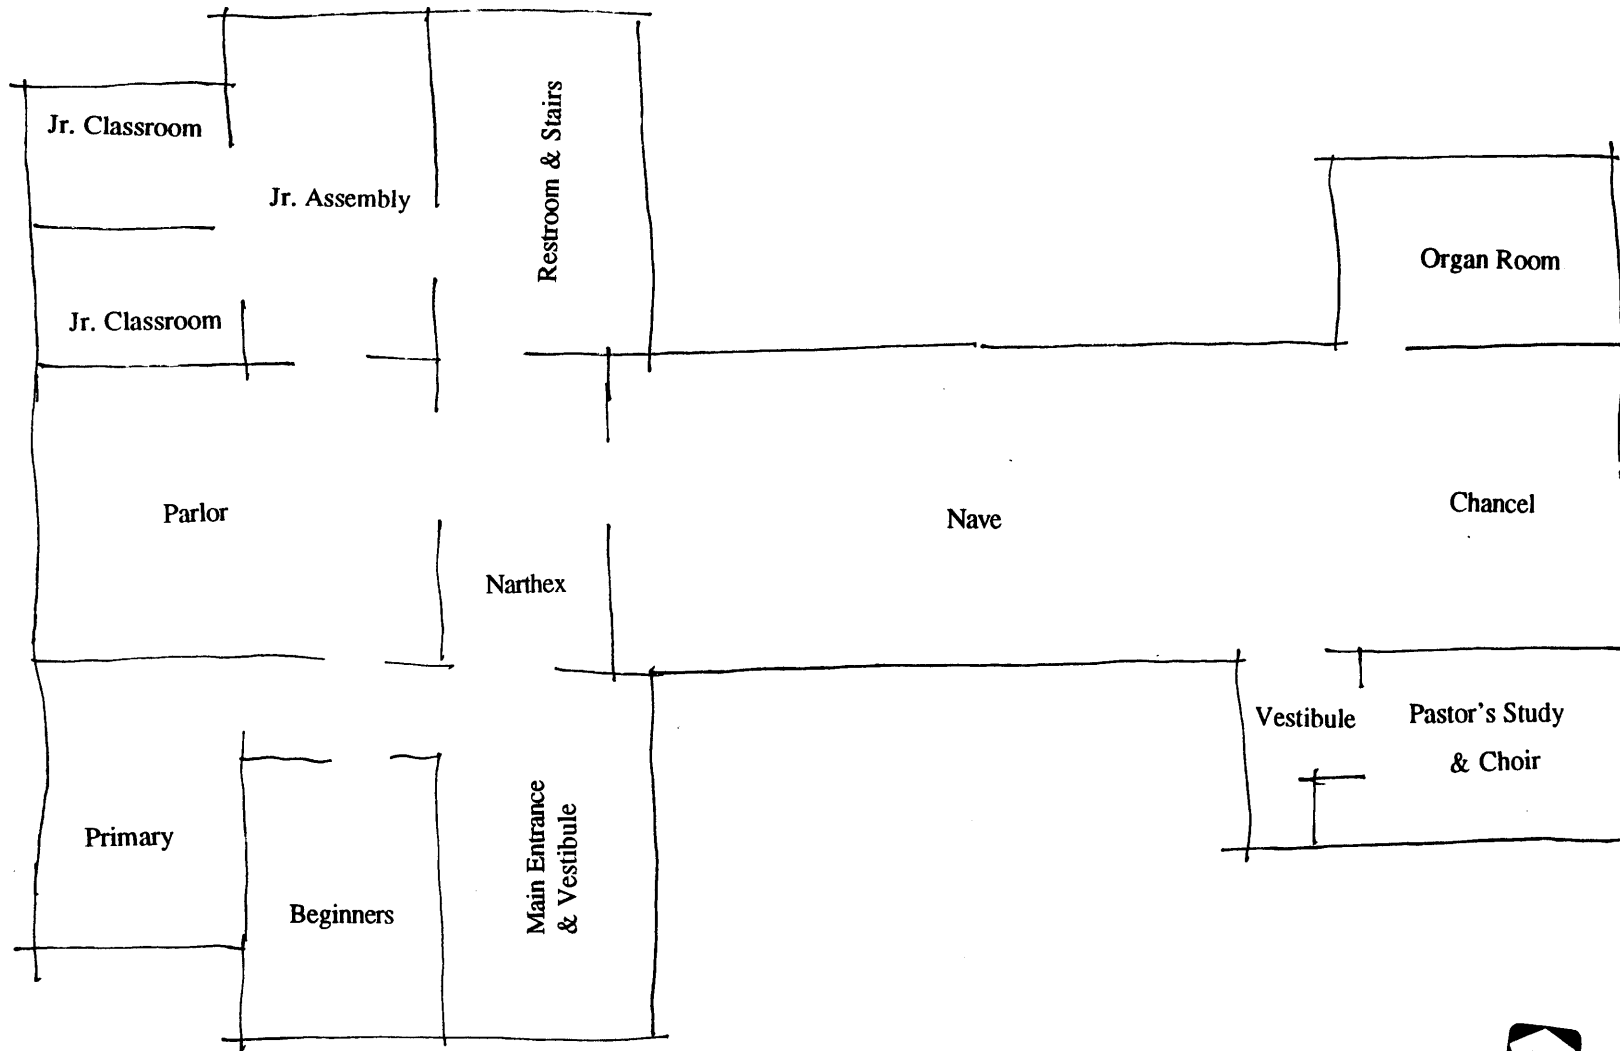 Jr. Classroom
Jr. Assembly
Restroom & Stairs
Organ Room
Jr. Classroom
Parlor
Nave
Chancel
Narthex
Vestibule
Pastor's Study
& Choir
Primary
Beginners
Main Entrance
& Vestibule